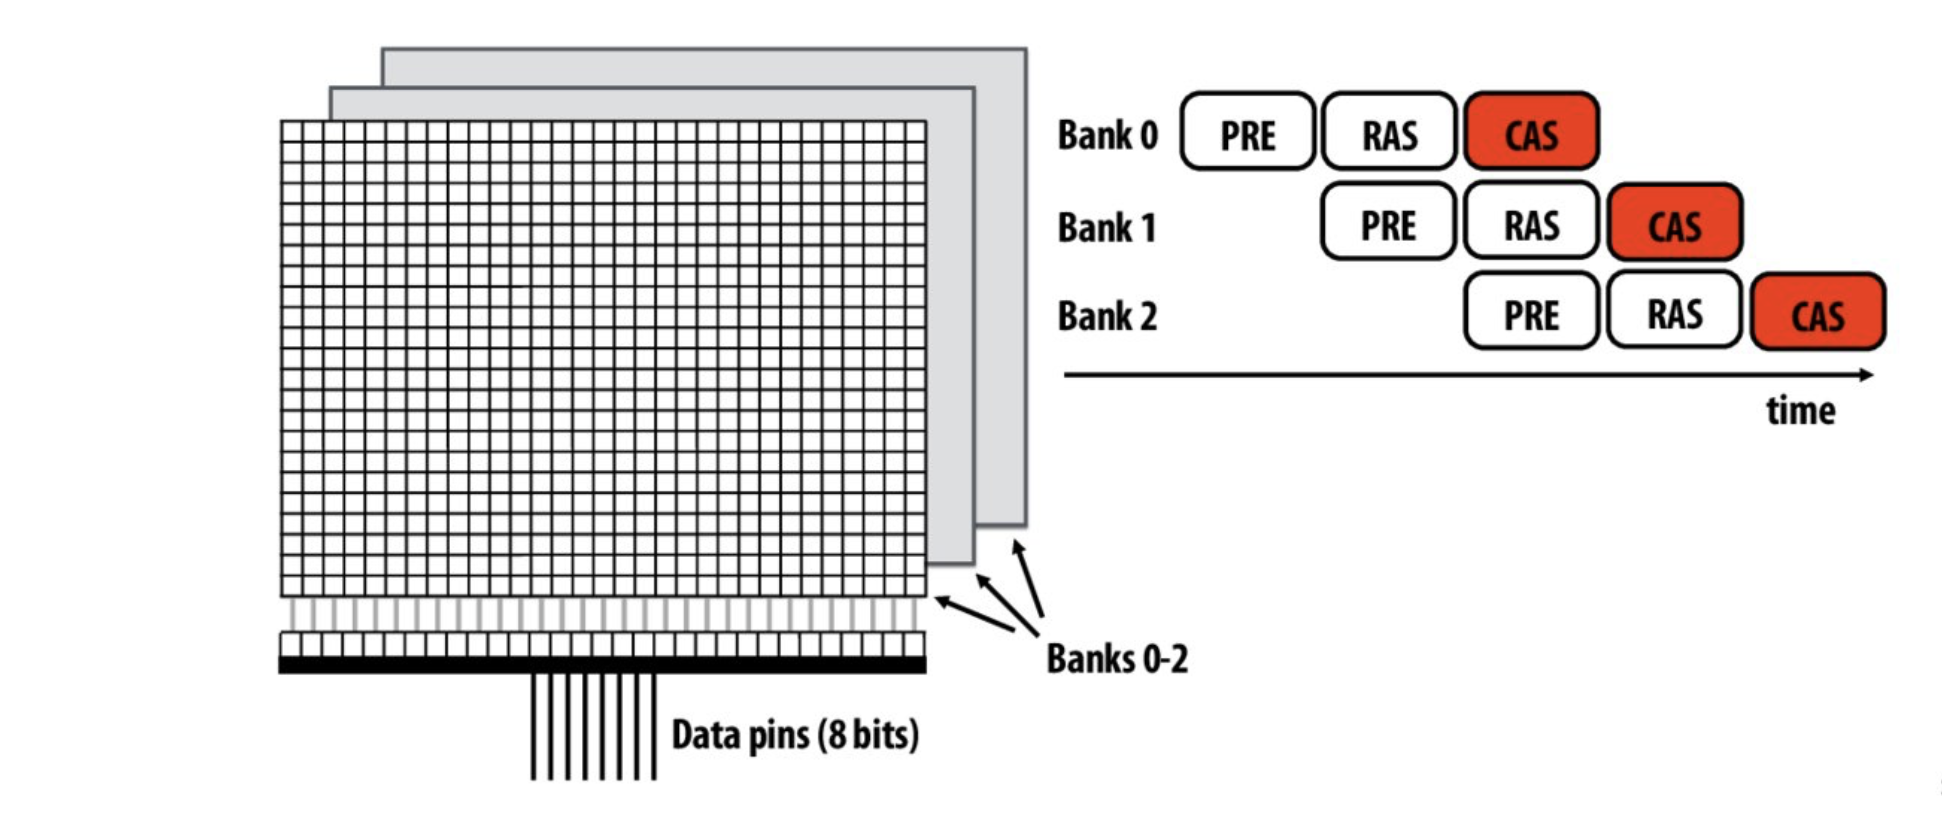 Bank 0 PRE RAS CAS
Bank 1 PRE RAS CAS
Bank 2 PRE RAS CAS
time
Banks 0-2
Data pins (8 bits)